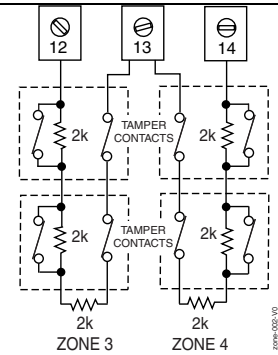 12 13 14
TAMPER
CONTACTS
2k 2k
TAMPER
CONTACTS
2k 2k
2k 2k
ZONE 3 ZONE 4
zone-002-V0